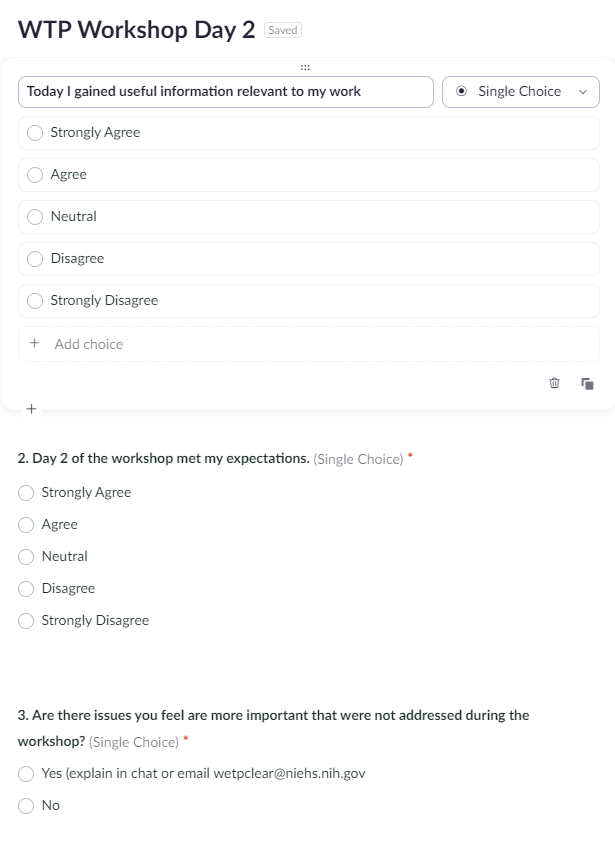 WTP Workshop Day 2 Saved
Today I gained useful information relevant to my work Single Choice
Strongly Agree
Agree
Neutral
Disagree
Strongly Disagree
+ Add choice
+
2. Day 2 of the workshop met my expectations. (Single Choice) *
Strongly Agree
Agree
Neutral
Disagree
Strongly Disagree
3. Are there issues you feel are more important that were not addressed during the
workshop? (Single Choice) *
Yes (explain in chat or email wetpclear@niehs.nih.gov
No